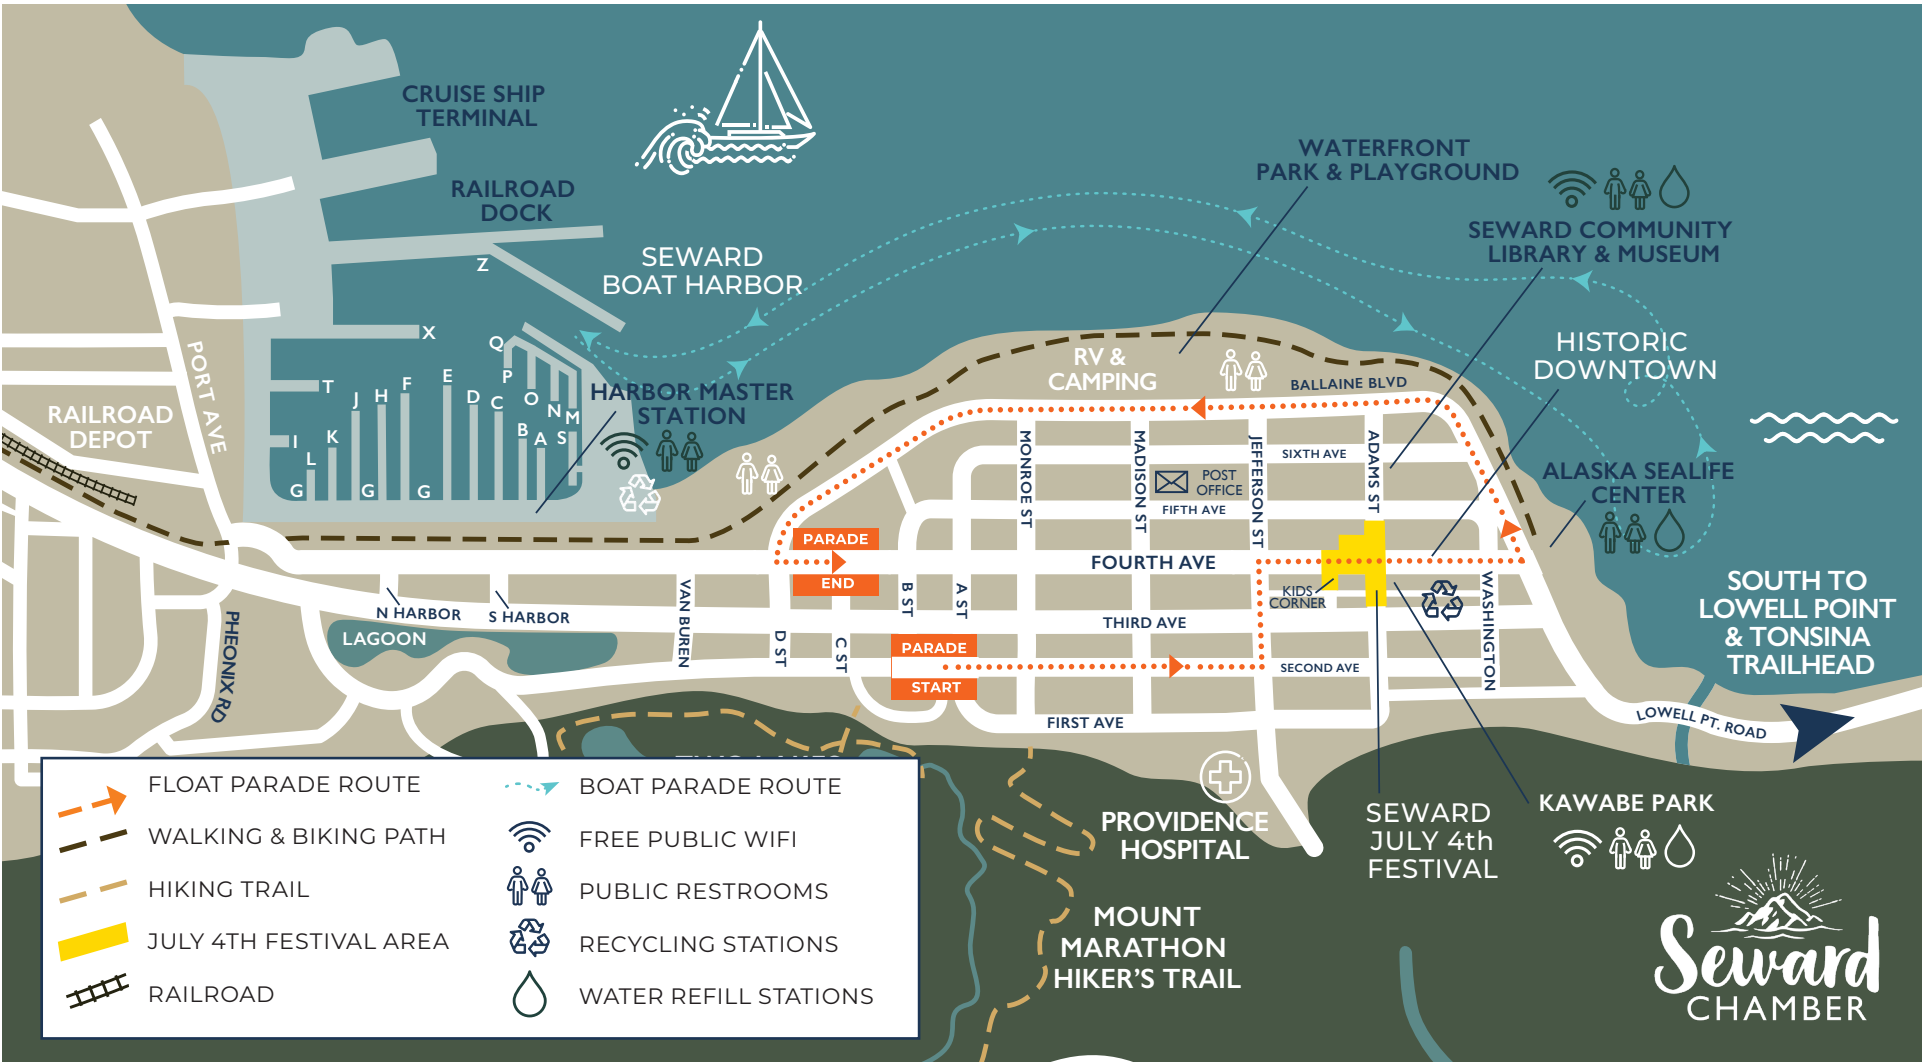 CRUISE SHIP
TERMINAL
RAILROAD
DOCK
Z
SEWARD
BOAT HARBOR
WATERFRONT
PARK & PLAYGROUND
SEWARD COMMUNITY
LIBRARY & MUSEUM
HISTORIC
DOWNTOWN
ALASKA SEALIFE
CENTER
SOUTH TO
LOWELL POINT
& TONSINA
TRAILHEAD
PORT AVE
RAILROAD
DEPOT
X
T
J
H
F
E
D
C
Q
P
O
N
M
S
A
B
I
K
L
G
G
G
HARBOR MASTER
STATION
RV &
CAMPING
BALLAINE BLVD
SIXTH AVE
POST
OFFICE
FIFTH AVE
MONROE ST
MADISON ST
JEFFERSON ST
ADAMS ST
PARADE
END
FOURTH AVE
KIDS
CORNER
WASHINGTON
N HARBOR
S HARBOR
LAGOON
PHEONIX RD
VAN BUREN
D ST
C ST
B ST
A ST
THIRD AVE
PARADE
START
SECOND AVE
FIRST AVE
LOWELL PT. ROAD
PROVIDENCE
HOSPITAL
SEWARD
JULY 4th
FESTIVAL
KAWABE PARK
MOUNT
MARATHON
HIKER'S TRAIL
FLOAT PARADE ROUTE
WALKING & BIKING PATH
HIKING TRAIL
JULY 4TH FESTIVAL AREA
RAILROAD
BOAT PARADE ROUTE
FREE PUBLIC WIFI
PUBLIC RESTROOMS
RECYCLING STATIONS
WATER REFILL STATIONS
Seward
CHAMBER